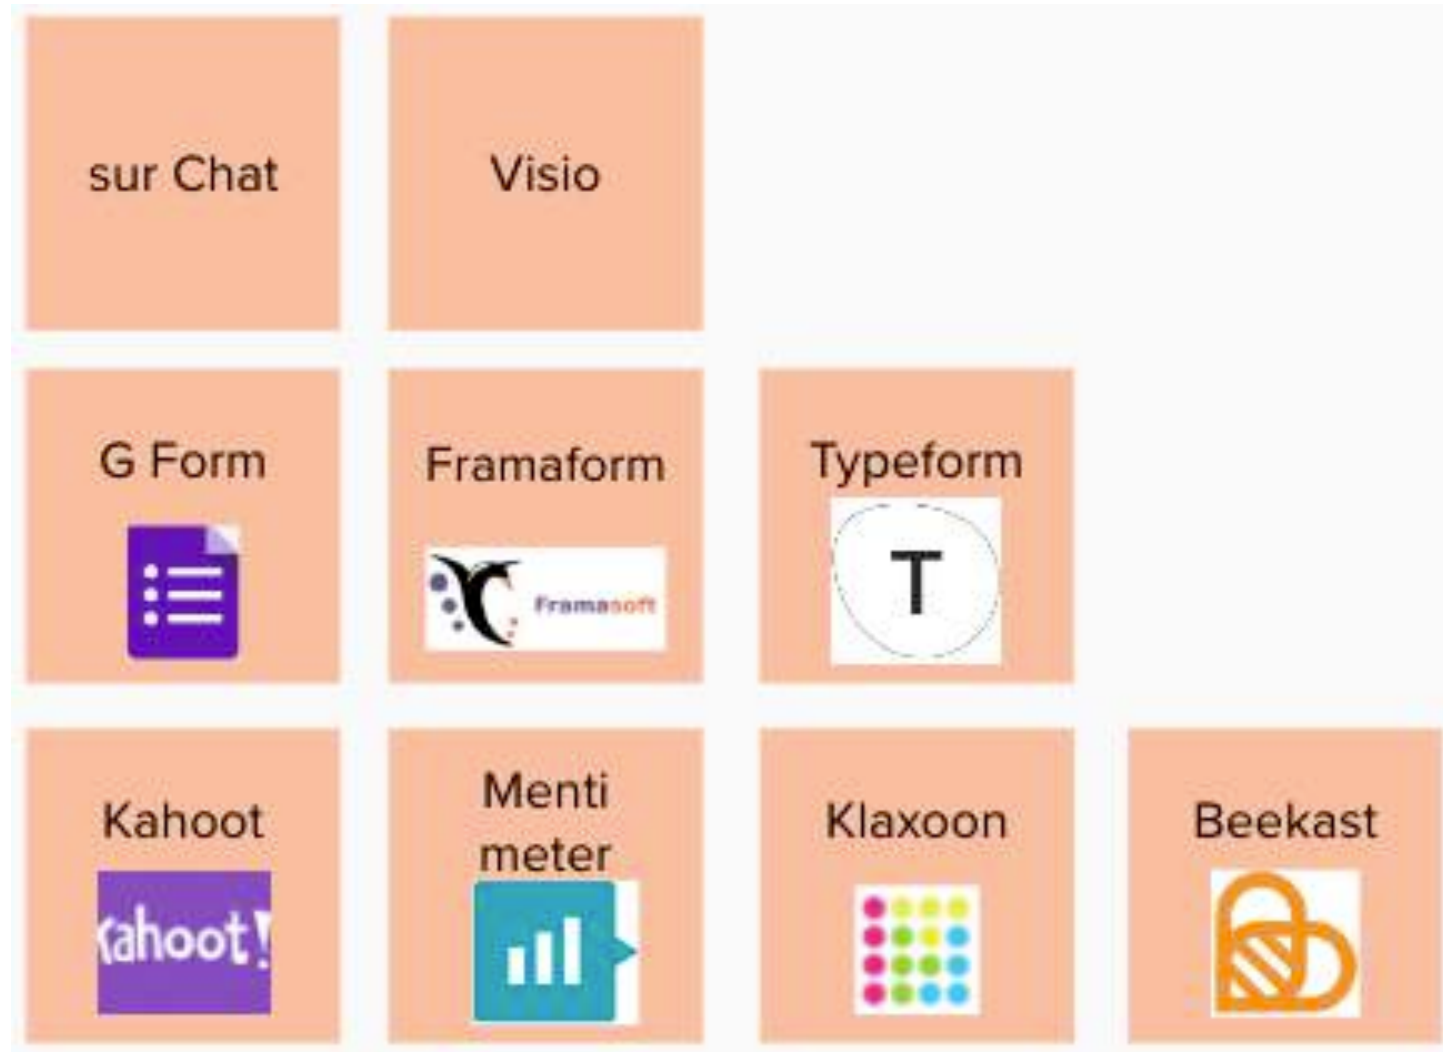 sur Chat
Visio
G Form
Framaform
Framasoft
Typeform
T
Kahoot
Kahoot!
Menti
meter
Klaxoon
Beekast